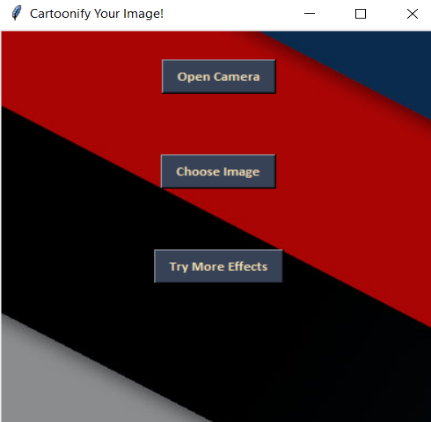 Cartoonify Your Image!
Open Camera
Choose Image
Try More Effects